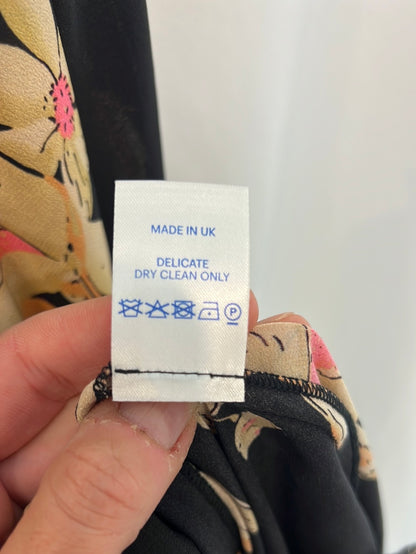 MADE IN UK
DELICATE
DRY CLEAN ONLY
P